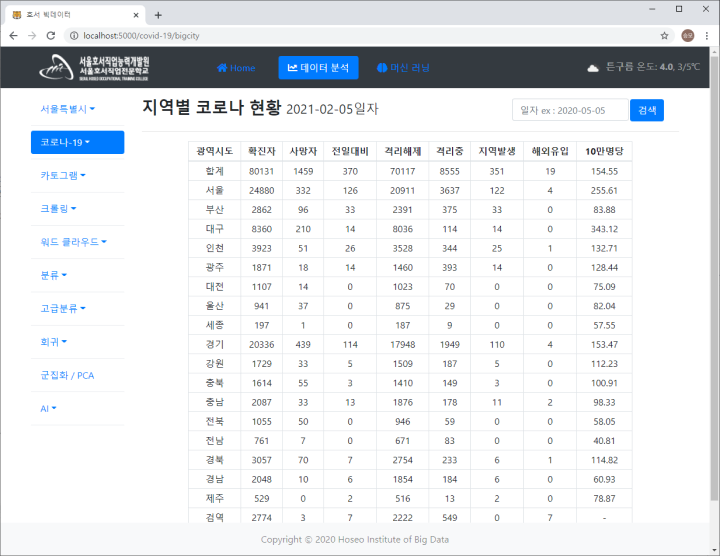 호서 빅데이터
localhost:5000/covid-19/bigcity
서울호서직업능력개발원
서울호서직업전문학교
Home
데이터 분석
머신 러닝
튼구름 온도: 4.0, 3/5℃
서울특별시
코로나-19
카토그램
크롤링
워드 클라우드
분류
고급분류
회귀
군집화 / PCA
AI
지역별 코로나 현황 2021-02-05일자
일자 ex : 2020-05-05 검색
광역시도 확진자 사망자 전일대비 격리해제 격리중 지역발생 해외유입 10만명당
합계 80131 1459 370 70117 8555 351 19 154.55
서울 24880 332 126 20911 3637 122 4 255.61
부산 2862 96 33 2391 375 33 0 83.88
대구 8360 210 14 8036 114 14 0 343.12
인천 3923 51 26 3528 344 25 1 132.71
광주 1871 18 14 1460 393 14 0 128.44
대전 1107 14 0 1023 70 0 0 75.09
울산 941 37 0 875 29 0 0 82.04
세종 197 1 0 187 9 0 0 57.55
경기 20336 439 114 17948 1949 110 4 153.47
강원 1729 33 5 1509 187 5 0 112.23
충북 1614 55 3 1410 149 3 0 100.91
충남 2087 33 13 1876 178 11 2 98.33
전북 1055 50 0 946 59 0 0 58.05
전남 761 7 0 671 83 0 0 40.81
경북 3057 70 7 2754 233 6 1 114.82
경남 2048 10 6 1854 184 6 0 60.93
제주 529 0 2 516 13 2 0 78.87
검역 2774 3 7 2222 549 0 7 -
Copyright © 2020 Hoseo Institute of Big Data